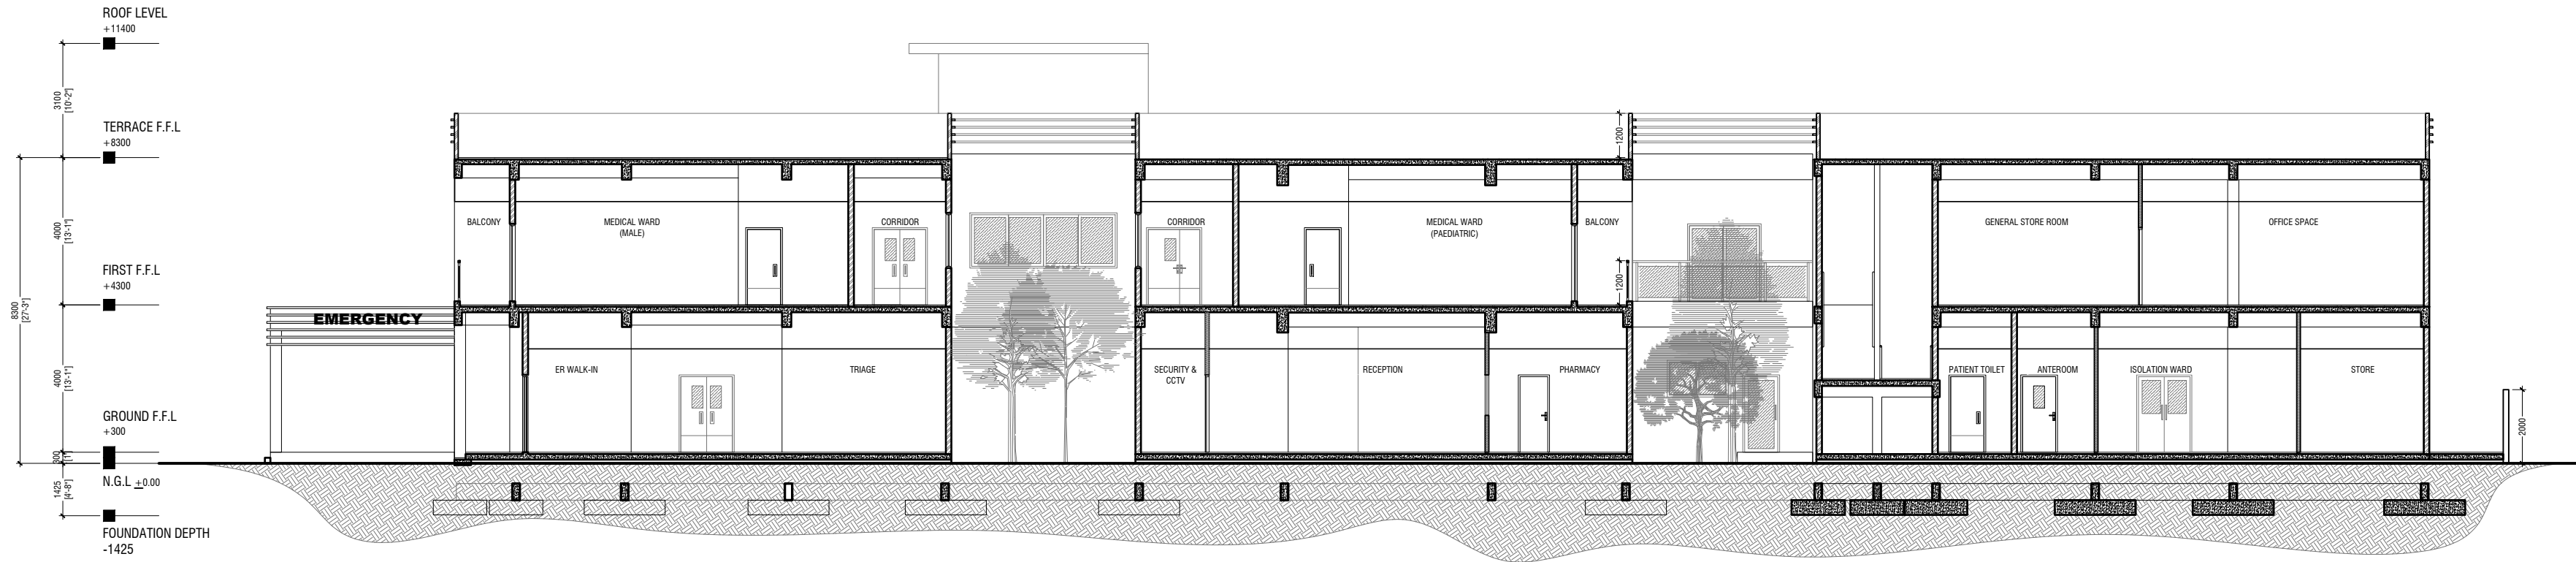 ROOF LEVEL
+11400
3100
[10'-2"]
TERRACE F.F.L
+8300
4000
[13'-1"]
FIRST F.F.L
+4300
8300
[27'-3"]
4000
[13'-1"]
GROUND F.F.L
+300
300
[1']
N.G.L ±0.00
1425
[4'-8"]
FOUNDATION DEPTH
-1425
EMERGENCY
BALCONY
MEDICAL WARD
(MALE)
CORRIDOR
CORRIDOR
MEDICAL WARD
(PAEDIATRIC)
BALCONY
1200
1200
GENERAL STORE ROOM
OFFICE SPACE
ER WALK-IN
TRIAGE
SECURITY &
CCTV
RECEPTION
PHARMACY
PATIENT TOILET
ANTEROOM
ISOLATION WARD
STORE
2000